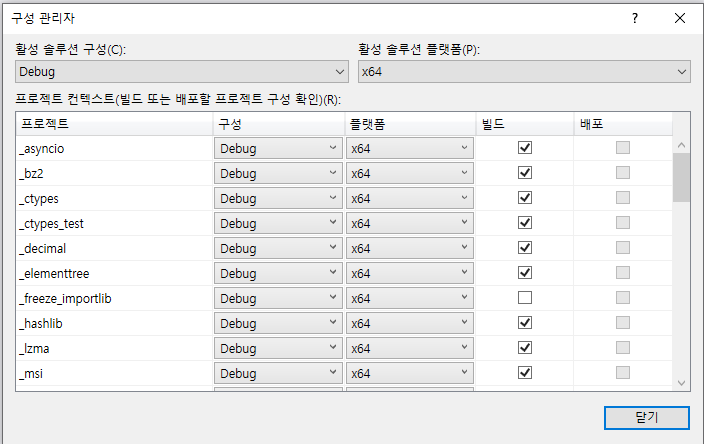 구성 관리자
활성 솔루션 구성(C): 활성 솔루션 플랫폼(P):
Debug x64
프로젝트 컨텍스트(빌드 또는 배포할 프로젝트 구성 확인)(R):
프로젝트 구성 플랫폼 빌드 배포
_asyncio Debug x64
_bz2 Debug x64
_ctypes Debug x64
_ctypes_test Debug x64
_decimal Debug x64
_elementtree Debug x64
_freeze_importlib Debug x64
_hashlib Debug x64
_lzma Debug x64
_msi Debug x64
닫기